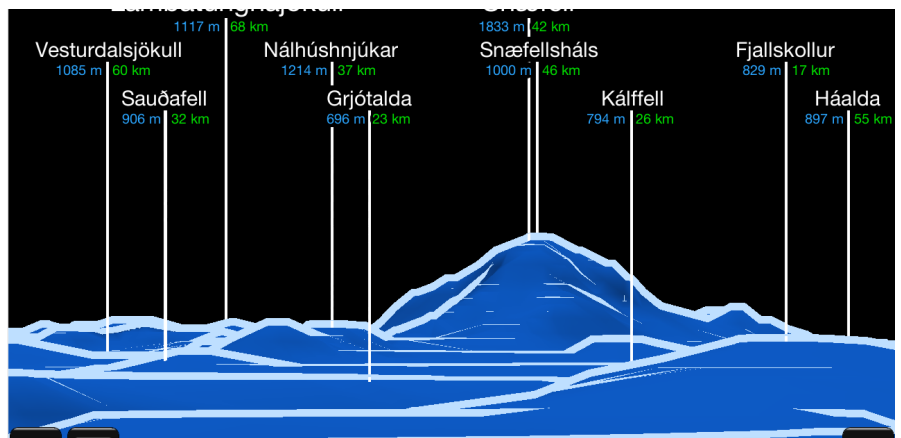 1117 m 68 km
1833 m 42 km
Vesturdalsjökull
1085 m 60 km
Nálhúshnjúkar
1214 m 37 km
Snæfellsháls
1000 m 46 km
Fjallskollur
829 m 17 km
Sauðafell
906 m 32 km
Grjótalda
696 m 23 km
Kálffell
794 m 26 km
Háalda
897 m 55 km